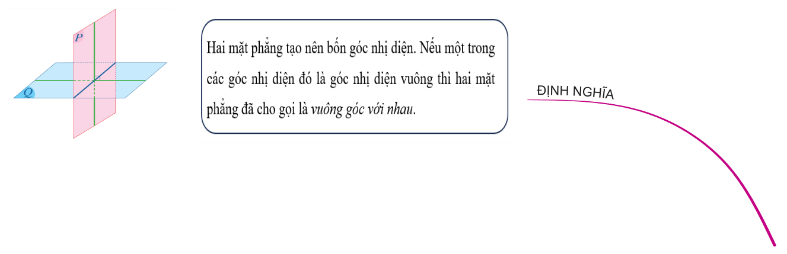 P
Q
Hai mặt phẳng tạo nên bốn góc nhị diện. Nếu một trong
các góc nhị diện đó là góc nhị diện vuông thì hai mặt
phẳng đã cho gọi là vuông góc với nhau.
ĐỊNH NGHĨA